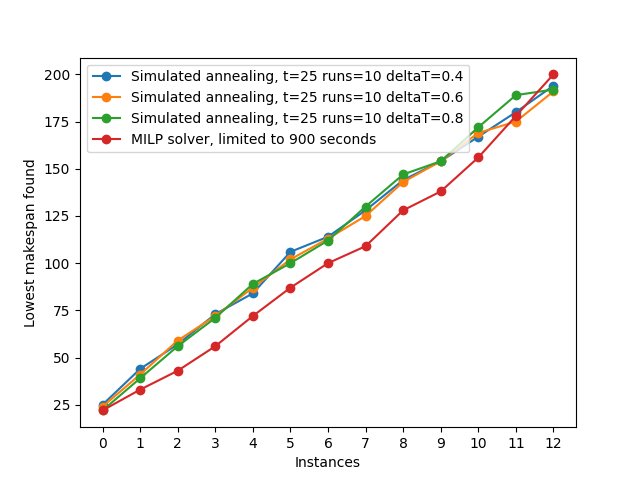 Simulated annealing, t=25 runs=10 deltaT=0.4
Simulated annealing, t=25 runs=10 deltaT=0.6
Simulated annealing, t=25 runs=10 deltaT=0.8
MILP solver, limited to 900 seconds
Lowest makespan found
200
175
150
125
100
75
50
25
0 1 2 3 4 5 6 7 8 9 10 11 12
Instances